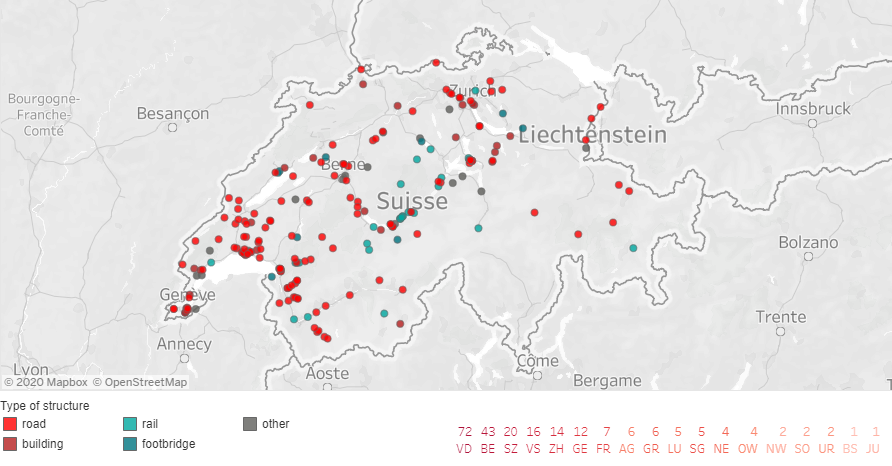 Zurich
Bourgogne-
Franche-
Comté
Besançon
Innsbruck
Liechtenstein
Berne
Suisse
Bolzano
Genève
Trente
Annecy
Côme
Lyon
Aoste
Bergame
T
© 2020 Mapbox © OpenStreetMap
Type of structure
road rail other
building footbridge
72 43 20 16 14 12 7 6 6 5 5 4 4 2 2 2 1 1
VD BE SZ VS ZH GE FR AG GR LU SG NE OW NW SO UR BS JU